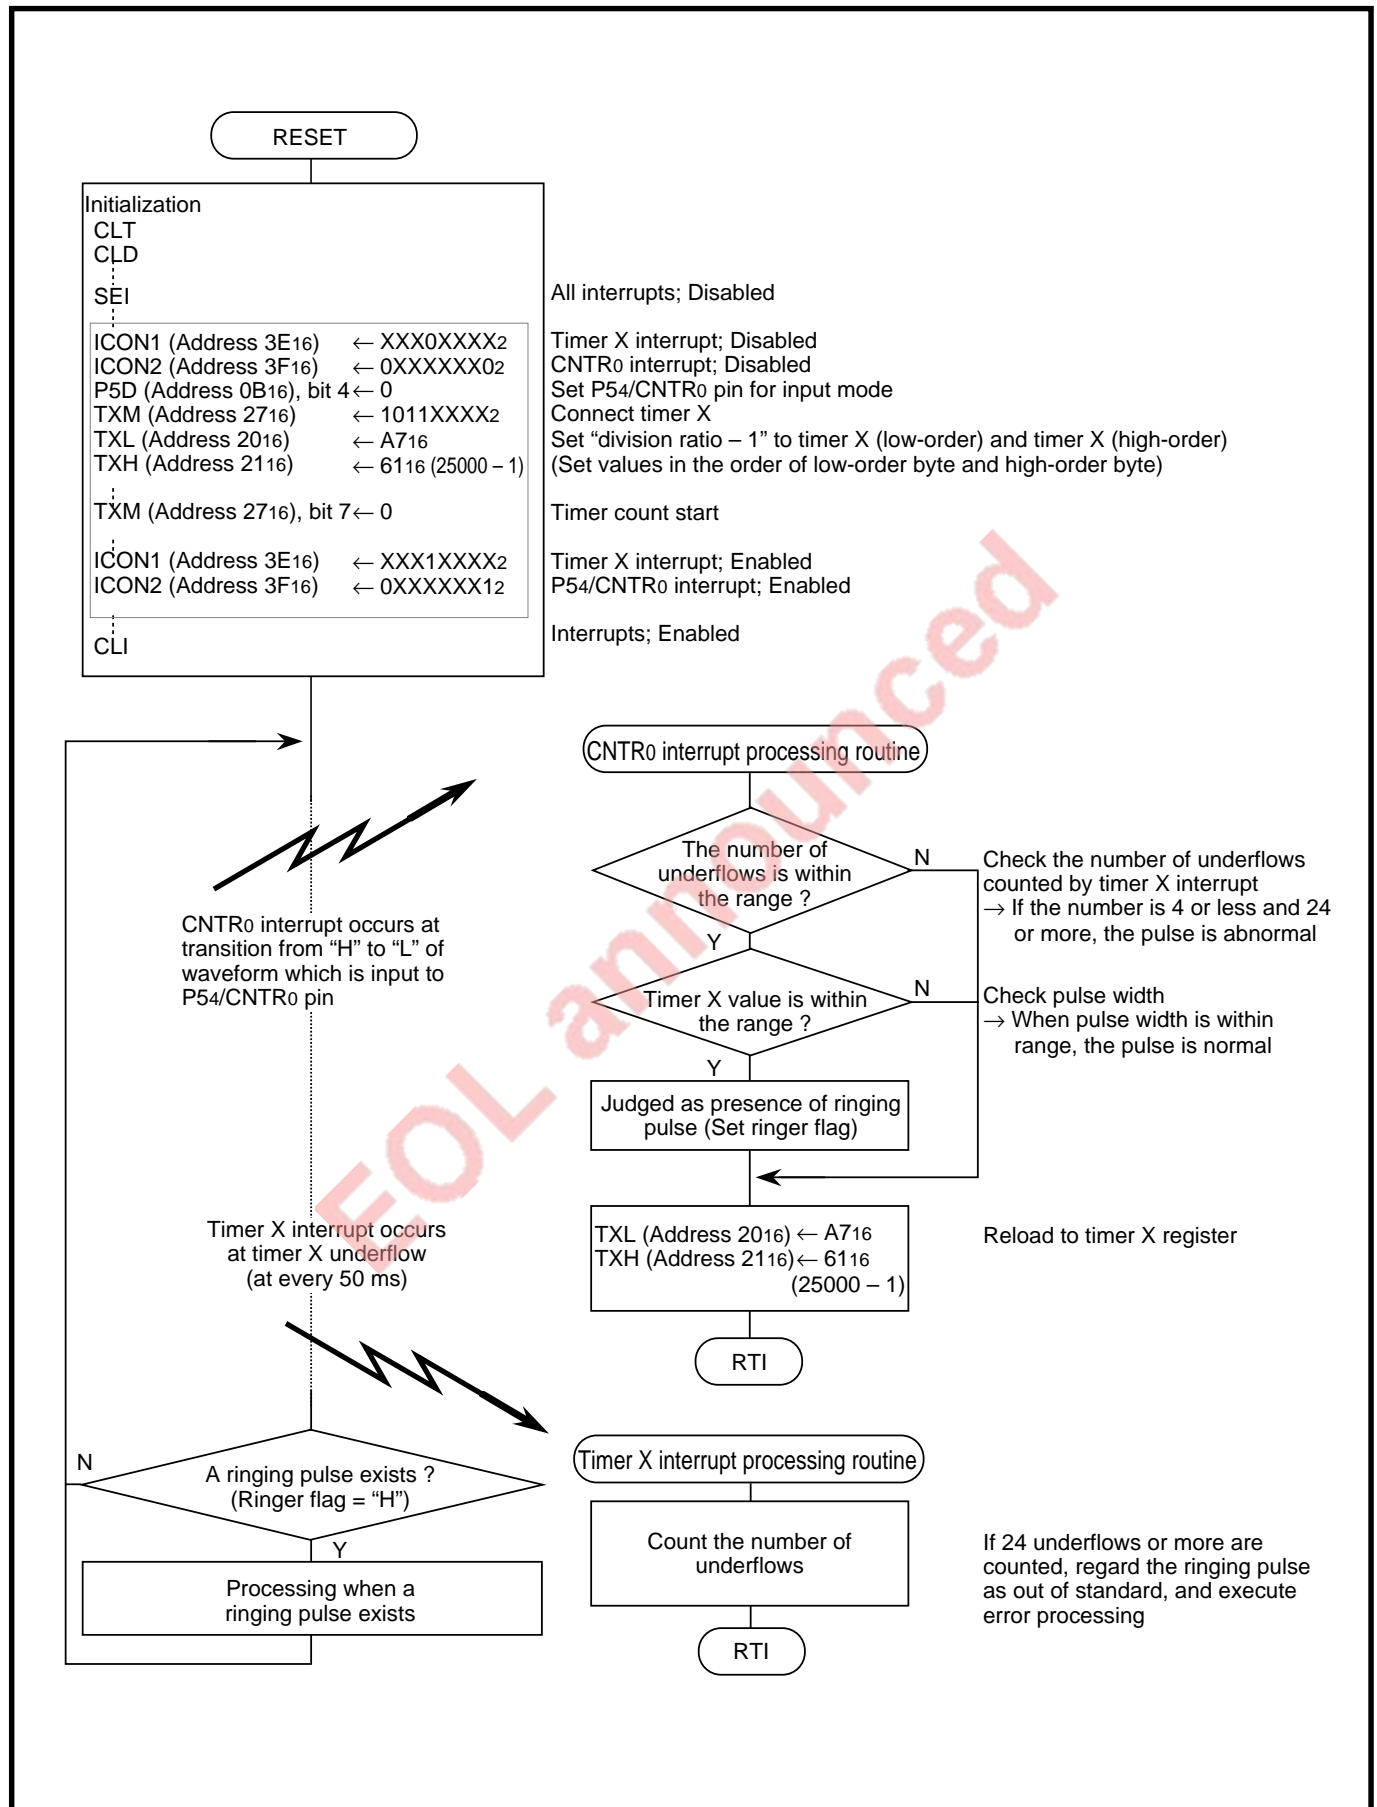 RESET
Initialization
CLT
CLD
SEI
All interrupts; Disabled
ICON1 (Address 3E16) ← XXX0XXXX2
Timer X interrupt; Disabled
ICON2 (Address 3F16) ← 0XXXXXX02
CNTR0 interrupt; Disabled
P5D (Address 0B16), bit 4 ← 0
Set P54/CNTR0 pin for input mode
TXM (Address 2716) ← 1011XXXX2
Connect timer X
TXL (Address 2016) ← A716
Set “division ratio – 1” to timer X (low-order) and timer X (high-order)
TXH (Address 2116) ← 6116 (25000 – 1)
(Set values in the order of low-order byte and high-order byte)
TXM (Address 2716), bit 7 ← 0
Timer count start
ICON1 (Address 3E16) ← XXX1XXXX2
Timer X interrupt; Enabled
ICON2 (Address 3F16) ← 0XXXXXX12
P54/CNTR0 interrupt; Enabled
Interrupts; Enabled
CLI
CNTR0 interrupt occurs at
transition from “H” to “L” of
waveform which is input to
P54/CNTR0 pin
Timer X interrupt occurs
at timer X underflow
(at every 50 ms)
A ringing pulse exists ?
(Ringer flag = “H”)
N
Y
Processing when a
ringing pulse exists
CNTR0 interrupt processing routine
The number of
underflows is within
the range ?
N
Y
Check the number of underflows
counted by timer X interrupt
→ If the number is 4 or less and 24
or more, the pulse is abnormal
Timer X value is within
the range ?
N
Y
Check pulse width
→ When pulse width is within
range, the pulse is normal
Judged as presence of ringing
pulse (Set ringer flag)
TXL (Address 2016) ← A716
TXH (Address 2116) ← 6116
(25000 – 1)
Reload to timer X register
RTI
Timer X interrupt processing routine
Count the number of
underflows
If 24 underflows or more are
counted, regard the ringing pulse
as out of standard, and execute
error processing
RTI
EOL announced